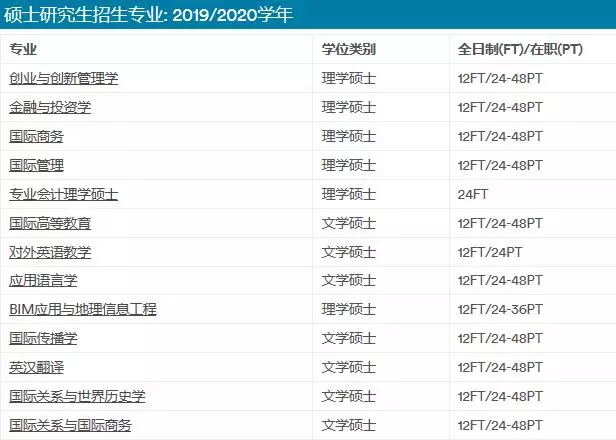 硕士研究生招生专业: 2019/2020学年
专业 学位类别 全日制(FT)/在职(PT)
创业与创新管理学 理学硕士 12FT/24-48PT
金融与投资学 理学硕士 12FT/24-48PT
国际商务 理学硕士 12FT/24-48PT
国际管理 理学硕士 12FT/24-48PT
专业会计理学硕士 理学硕士 24FT
国际高等教育 文学硕士 12FT/24-48PT
对外英语教学 文学硕士 12FT/24PT
应用语言学 文学硕士 12FT/24-48PT
BIM应用与地理信息工程 理学硕士 12FT/24-36PT
国际传播学 文学硕士 12FT/24-48PT
英汉翻译 文学硕士 12FT/24-48PT
国际关系与世界历史学 文学硕士 12FT/24-48PT
国际关系与国际商务 文学硕士 12FT/24-48PT